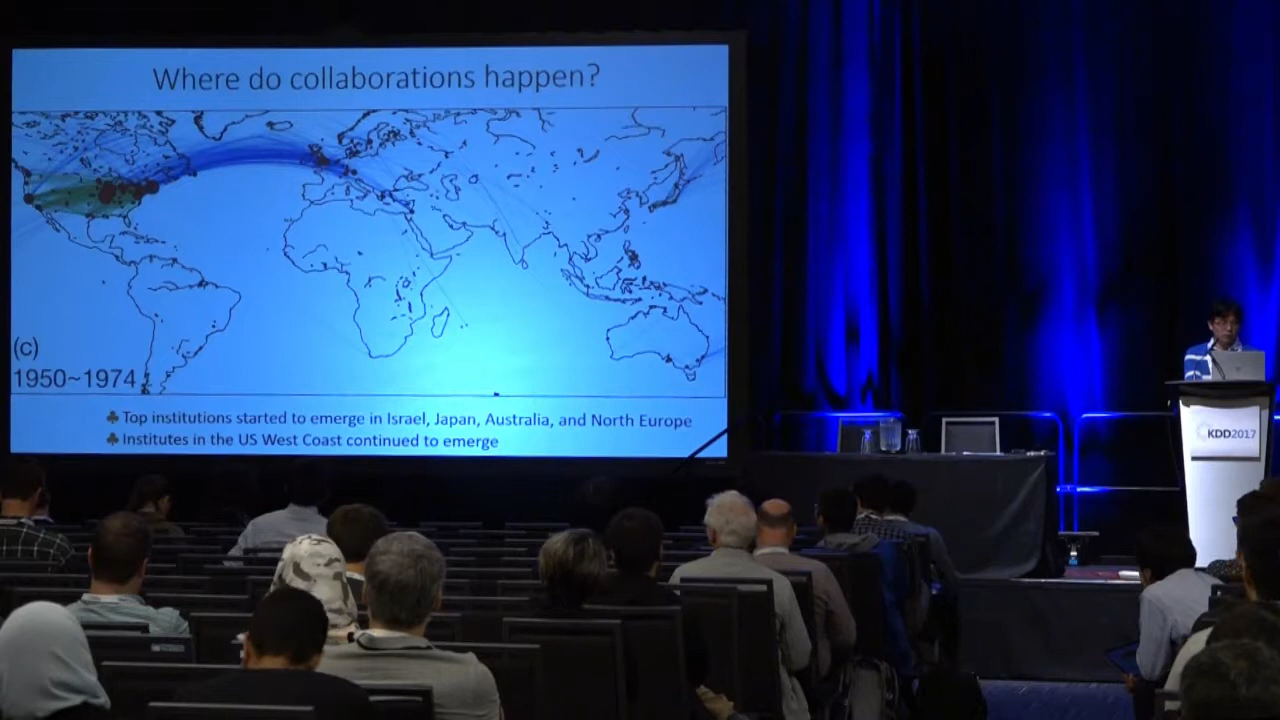 Where do collaborations happen?
(c)
1950~1974
♣ Top institutions started to emerge in Israel, Japan, Australia, and North Europe
♣ Institutes in the US West Coast continued to emerge
KDD2017